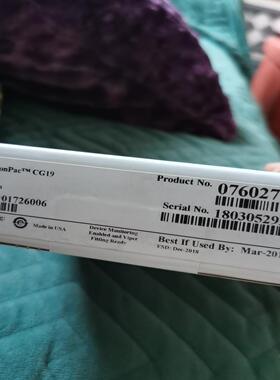 onPac™ CG19
Product No. 076027
Serial No. 18030529
01726006
Made in USA
Device Monitoring
Enabled and Viper
Fitting Ready
Best If Used By: Mar-20
FSD: Dec-2018